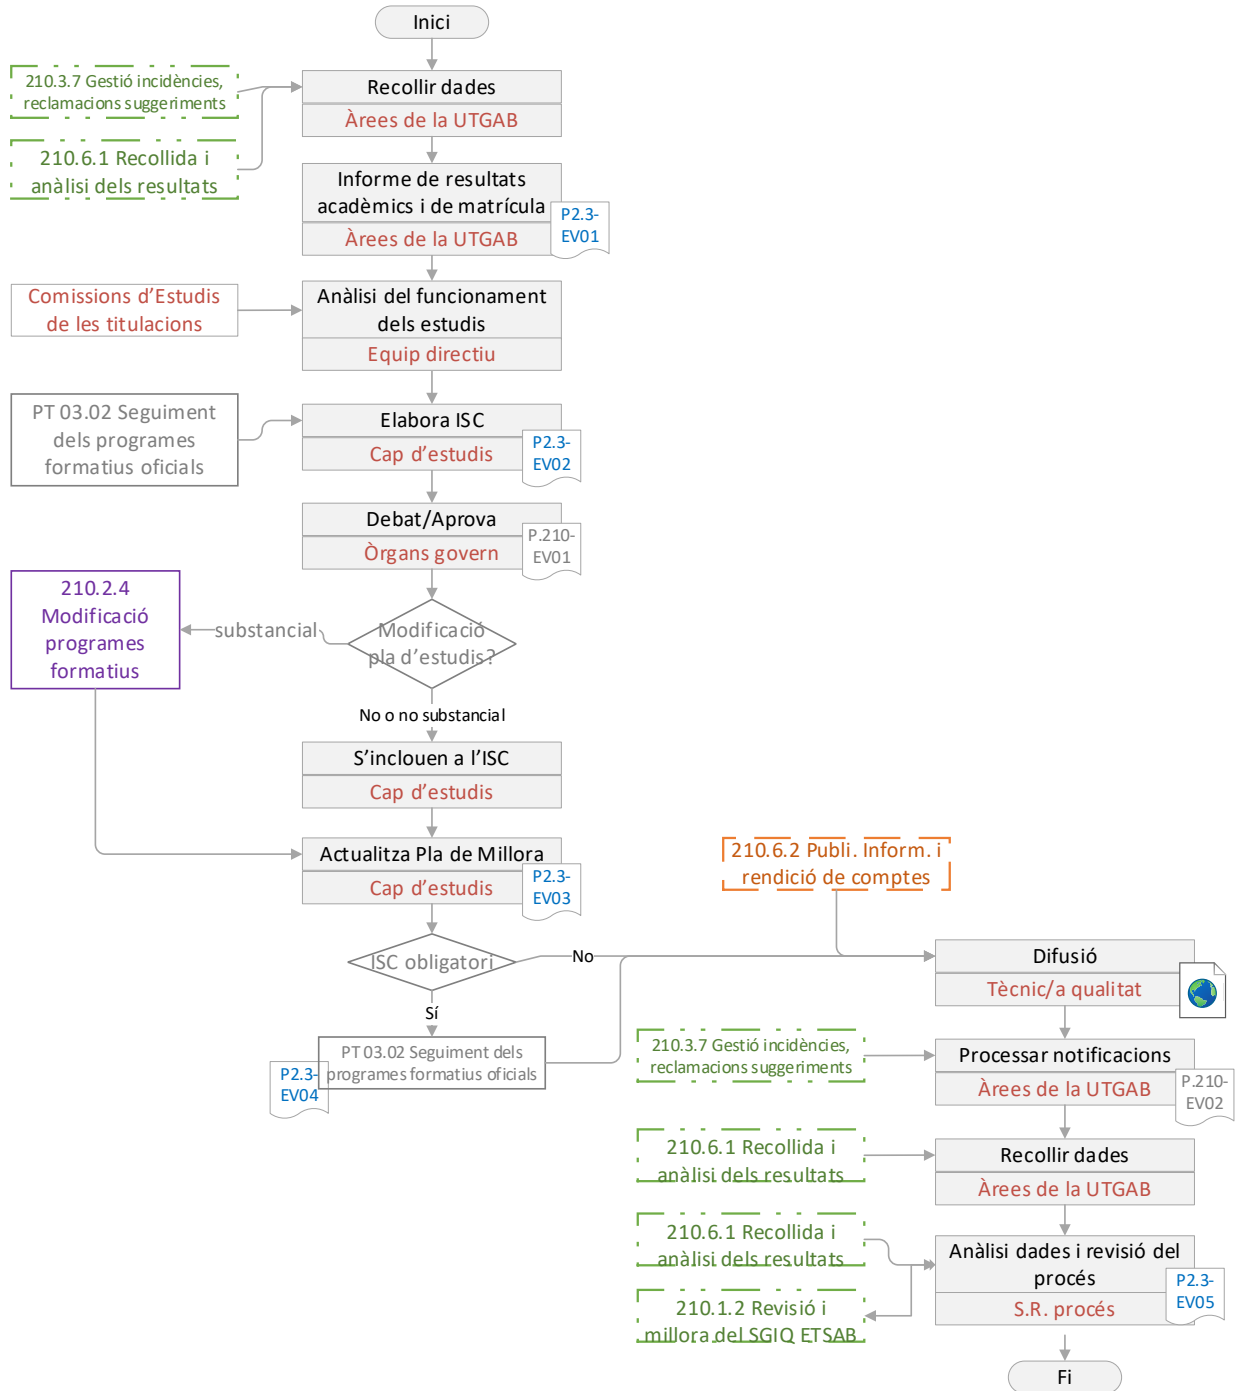 Inici
210.3.7 Gestió incidències,
reclamacions suggeriments
Recollir dades
Àrees de la UTGAB
210.6.1 Recollida i
anàlisi dels resultats
Informe de resultats
acadèmics i de matrícula
Àrees de la UTGAB
P2.3-
EV01
Comissions d'Estudis
de les titulacions
Anàlisi del funcionament
dels estudis
Equip directiu
PT 03.02 Seguiment
dels programes
formatius oficials
Elabora ISC
Cap d'estudis
P2.3-
EV02
Debat/Aprova
Òrgans govern
P.210-
EV01
210.2.4
Modificació
programes
formatius
substancial
Modificació
pla d'estudis?
No o no substancial
S'inclouen a l'ISC
Cap d'estudis
Actualitza Pla de Millora
Cap d'estudis
P2.3-
EV03
210.6.2 Publi. Inform. i
rendició de comptes
ISC obligatori
No
Sí
Difusió
Tècnic/a qualitat
PT 03.02 Seguiment dels
programes formatius oficials
P2.3-
EV04
210.3.7 Gestió incidències,
reclamacions suggeriments
Processar notificacions
Àrees de la UTGAB
P.210-
EV02
210.6.1 Recollida i
anàlisi dels resultats
Recollir dades
Àrees de la UTGAB
210.6.1 Recollida i
anàlisi dels resultats
Anàlisi dades i revisió del
procés
S.R. procés
P2.3-
EV05
210.1.2 Revisió i
millora del SGIQ ETSAB
Fi